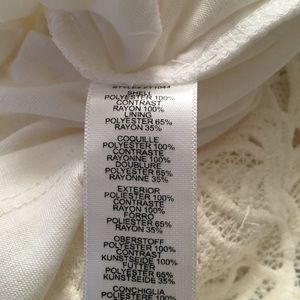 SHELL
POLYESTER 100%
CONTRAST
RAYON 100%
LINING
POLYESTER 65%
RAYON 35%
COQUILLE
POLYESTER 100%
CONTRASTE
RAYONNE 100%
DOUBLURE
POLYESTER 65%
RAYONNE 35%
EXTERIOR
POLIESTER 100%
CONTRASTE
RAYON 100%
FORRO
POLIESTER 65%
RAYON 35%
OBERSTOFF
POLYESTER 100%
CONTRAST
KUNSTSEIDE 100%
FUTTER
POLYESTER 65%
KUNSTSEIDE 35%
CONCHIGLIA
POLIESTERE 100%